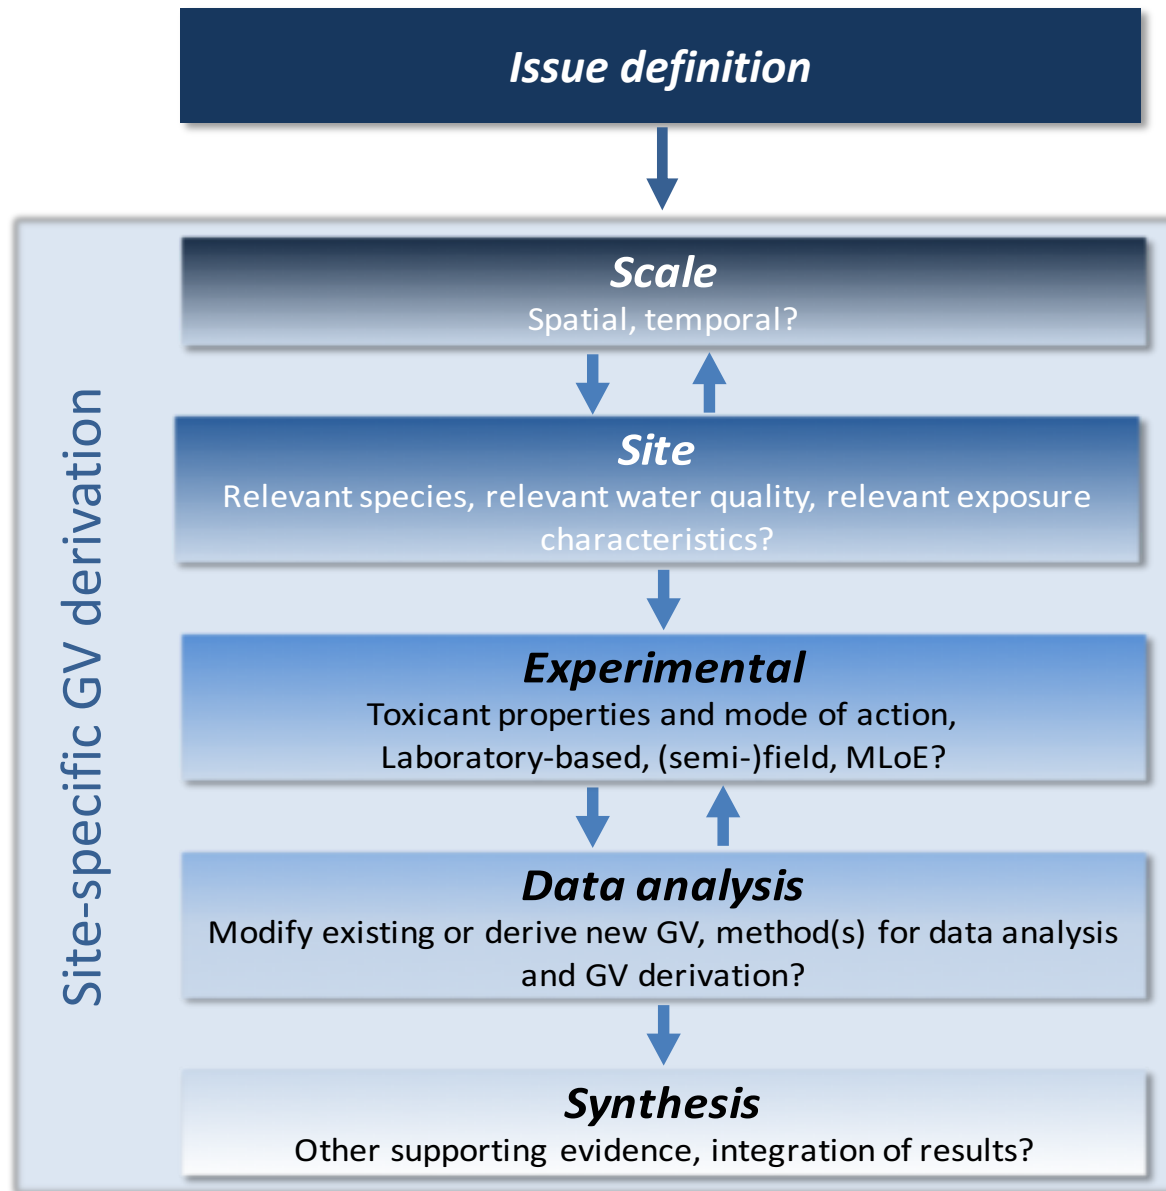 Issue definition
Site-specific GV derivation
Scale
Spatial, temporal?
Site
Relevant species, relevant water quality, relevant exposure
characteristics?
Experimental
Toxicant properties and mode of action,
Laboratory-based, (semi-)field, MLoE?
Data analysis
Modify existing or derive new GV, method(s) for data analysis
and GV derivation?
Synthesis
Other supporting evidence, integration of results?